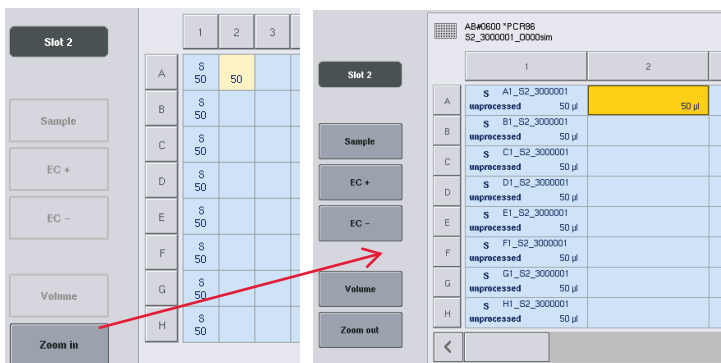 Slot 2
Sample
EC +
EC –
Volume
Zoom in
1 2 3
A S 50 50
B S 50
C S 50
D S 50
E S 50
F S 50
G S 50
H S 50
AB#0600 *PCR96
S2_3000001_0000sim
Slot 2
Sample
EC +
EC –
Volume
Zoom out
1 2
A S A1_S2_3000001
unprocessed 50 µl 50 µl
B S B1_S2_3000001
unprocessed 50 µl
C S C1_S2_3000001
unprocessed 50 µl
D S D1_S2_3000001
unprocessed 50 µl
E S E1_S2_3000001
unprocessed 50 µl
F S F1_S2_3000001
unprocessed 50 µl
G S G1_S2_3000001
unprocessed 50 µl
H S H1_S2_3000001
unprocessed 50 µl